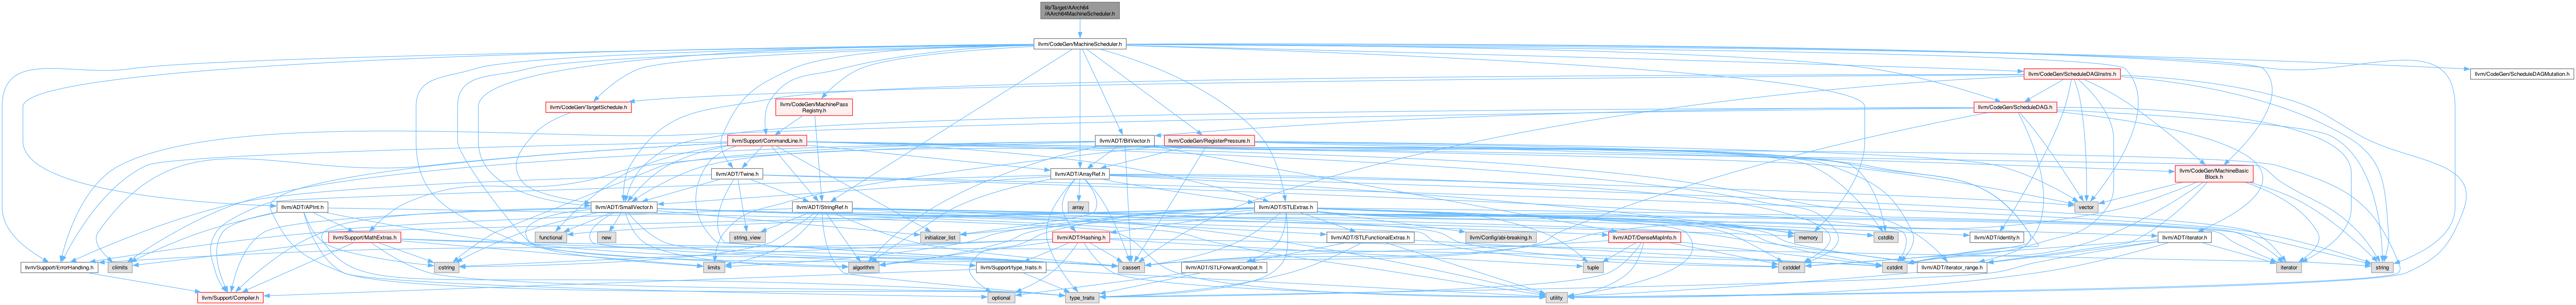 lib/Target/AArch64
/AArch64MachineScheduler.h
llvm/CodeGen/MachineScheduler.h
llvm/CodeGen/ScheduleDAGInstrs.h
llvm/CodeGen/ScheduleDAGMutation.h
llvm/CodeGen/TargetSchedule.h
llvm/CodeGen/MachinePass
Registry.h
llvm/CodeGen/ScheduleDAG.h
llvm/Support/CommandLine.h
llvm/ADT/BitVector.h
llvm/CodeGen/RegisterPressure.h
llvm/ADT/Twine.h
llvm/ADT/ArrayRef.h
llvm/CodeGen/MachineBasic
Block.h
llvm/ADT/APInt.h
llvm/ADT/SmallVector.h
llvm/ADT/StringRef.h
array
llvm/ADT/STLExtras.h
vector
llvm/Support/MathExtras.h
functional
new
string_view
initializer_list
llvm/ADT/Hashing.h
llvm/ADT/STLFunctionalExtras.h
llvm/Config/abi-breaking.h
llvm/ADT/DenseMapInfo.h
memory
cstdlib
llvm/ADT/identity.h
llvm/ADT/iterator.h
llvm/Support/ErrorHandling.h
climits
cstring
limits
algorithm
llvm/Support/type_traits.h
cassert
llvm/ADT/STLForwardCompat.h
tuple
cstddef
cstdint
llvm/ADT/iterator_range.h
iterator
string
llvm/Support/Compiler.h
optional
type_traits
utility